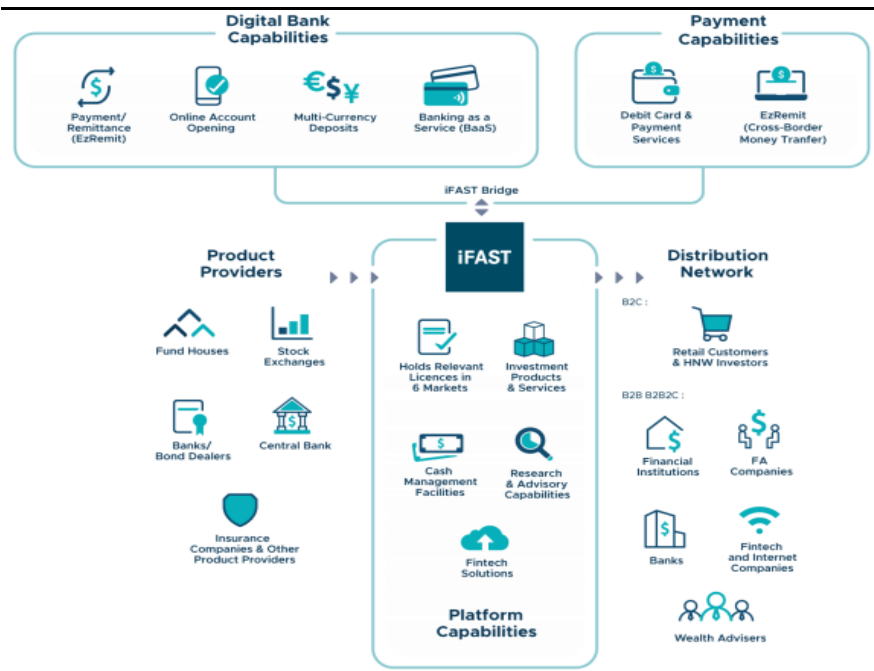 Digital Bank
Capabilities
Payment/
Remittance
(EzRemit)
Online Account
Opening
€$¥
Multi-Currency
Deposits
Banking as a
Service (BaaS)
Payment
Capabilities
Debit Card &
Payment
Services
EzRemit
(Cross-Border
Money Tranfer)
iFAST Bridge
iFAST
Product
Providers
Fund Houses
Stock
Exchanges
Banks/
Bond Dealers
Central Bank
Insurance
Companies & Other
Product Providers
Holds Relevant
Licences in
6 Markets
Investment
Products
& Services
Cash
Management
Facilities
Research
& Advisory
Capabilities
Fintech
Solutions
Platform
Capabilities
Distribution
Network
B2C :
Retail Customers
& HNW Investors
B2B B2B2C :
Financial
Institutions
FA
Companies
Banks
Fintech
and Internet
Companies
Wealth Advisers